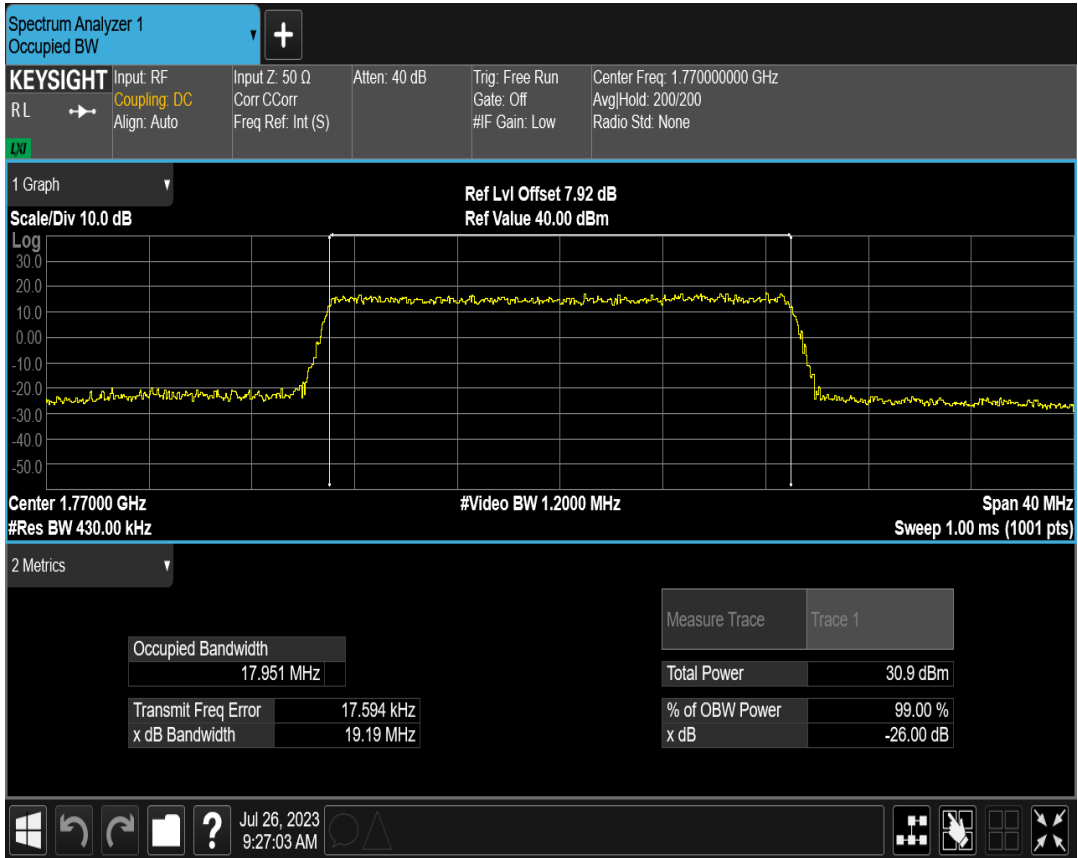 Spectrum Analyzer 1
Occupied BW
+
KEYSIGHT
R L
LXI
Input: RF
Coupling: DC
Align: Auto
Input Z: 50 Ω
Corr CCorr
Freq Ref: Int (S)
Atten: 40 dB
Trig: Free Run
Gate: Off
#IF Gain: Low
Center Freq: 1.770000000 GHz
Avg|Hold: 200/200
Radio Std: None
1 Graph
Scale/Div 10.0 dB
Ref Lvl Offset 7.92 dB
Ref Value 40.00 dBm
Log
30.0
20.0
10.0
0.00
-10.0
-20.0
-30.0
-40.0
-50.0
Center 1.77000 GHz
#Video BW 1.2000 MHz
Span 40 MHz
#Res BW 430.00 kHz
Sweep 1.00 ms (1001 pts)
2 Metrics
Measure Trace Trace 1
Occupied Bandwidth
17.951 MHz
Total Power 30.9 dBm
Transmit Freq Error 17.594 kHz
% of OBW Power 99.00 %
x dB Bandwidth 19.19 MHz
x dB -26.00 dB
?
Jul 26, 2023
9:27:03 AM